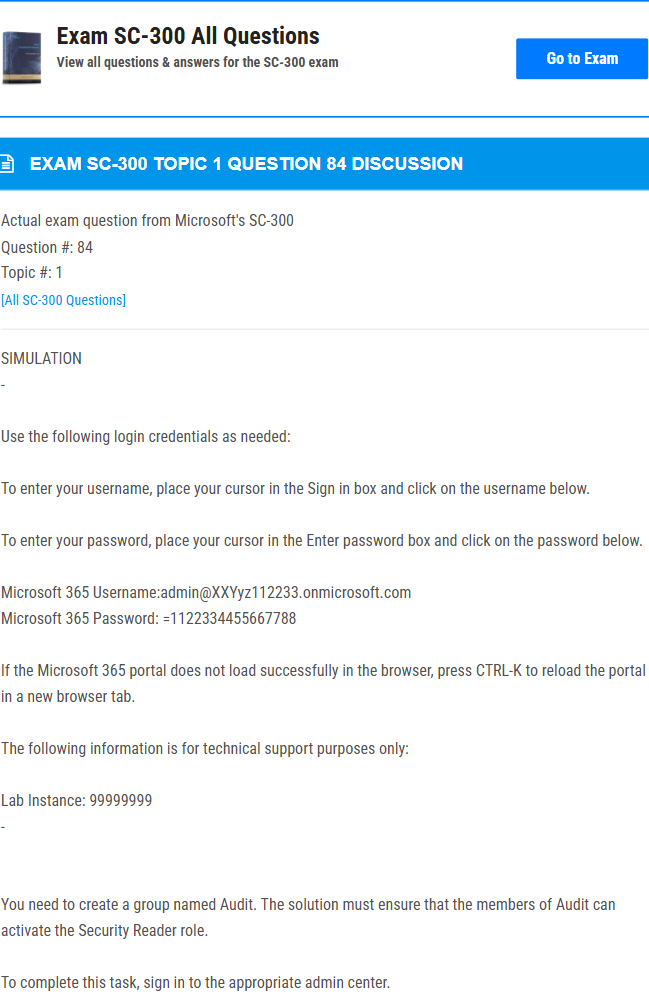 Exam SC-300 All Questions
View all questions & answers for the SC-300 exam
Go to Exam
EXAM SC-300 TOPIC 1 QUESTION 84 DISCUSSION
Actual exam question from Microsoft's SC-300
Question #: 84
Topic #: 1
[All SC-300 Questions]
SIMULATION
-
Use the following login credentials as needed:
To enter your username, place your cursor in the Sign in box and click on the username below.
To enter your password, place your cursor in the Enter password box and click on the password below.
Microsoft 365 Username:admin@XXYyz112233.onmicrosoft.com
Microsoft 365 Password: =1122334455667788
If the Microsoft 365 portal does not load successfully in the browser, press CTRL-K to reload the portal
in a new browser tab.
The following information is for technical support purposes only:
Lab Instance: 99999999
-
You need to create a group named Audit. The solution must ensure that the members of Audit can
activate the Security Reader role.
To complete this task, sign in to the appropriate admin center.